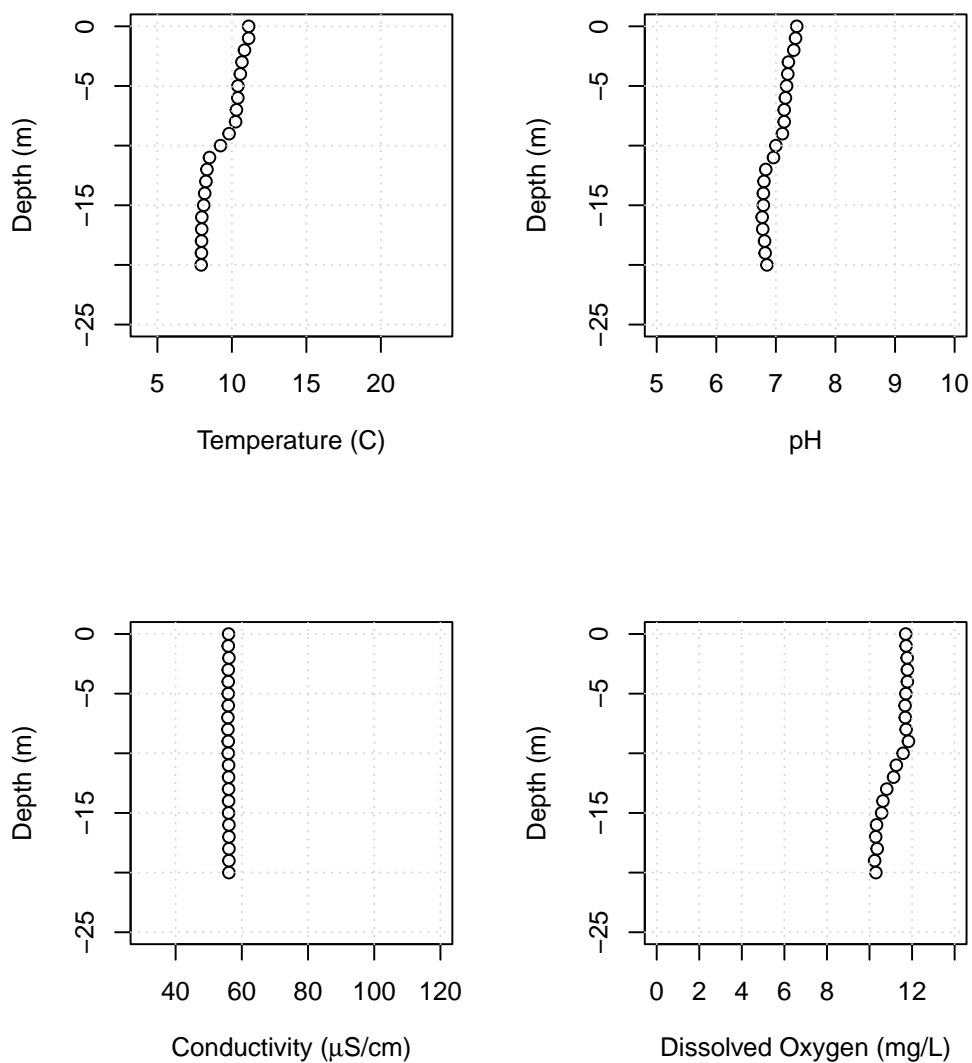 0
−5
−15
−25
Depth (m)
5 10 15 20
Temperature (C)
0
−5
−15
−25
Depth (m)
5 6 7 8 9 10
pH
0
−5
−15
−25
Depth (m)
40 60 80 100 120
Conductivity (μS/cm)
0
−5
−15
−25
Depth (m)
0 2 4 6 8 12
Dissolved Oxygen (mg/L)